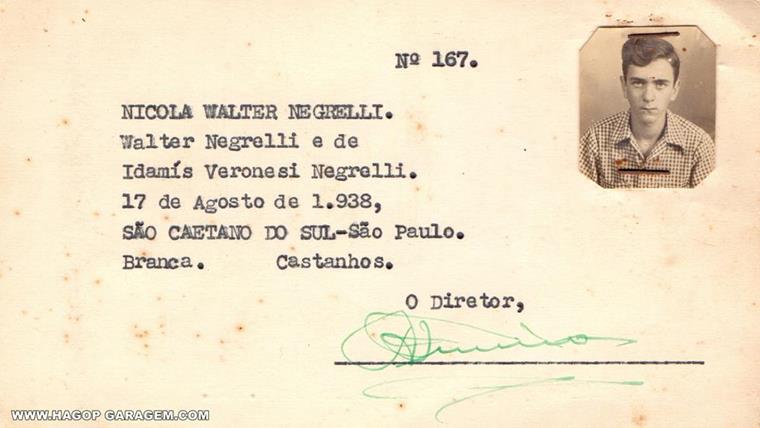 Nº 167.
NICOLA WALTER NEGRELLI.
Walter Negrelli e de
Idamís Veronesi Negrelli.
17 de Agosto de 1.938,
SÃO CAETANO DO SUL-São Paulo.
Branca. Castanhos.
O Diretor,
WWW.HAGOP GARAGEM.COM